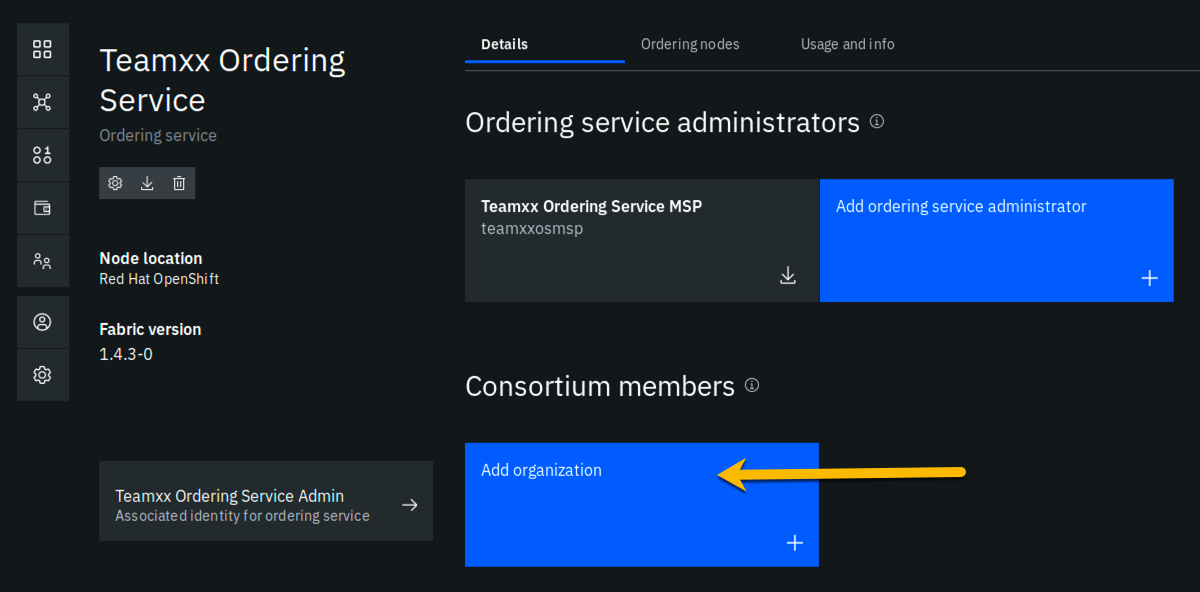 Teamxx Ordering
Service
Ordering service
Node location
Red Hat OpenShift
Fabric version
1.4.3-0
Teamxx Ordering Service Admin
Associated identity for ordering service
Details
Ordering nodes
Usage and info
Ordering service administrators
Teamxx Ordering Service MSP
teamxxosmsp
Add ordering service administrator
Consortium members
Add organization